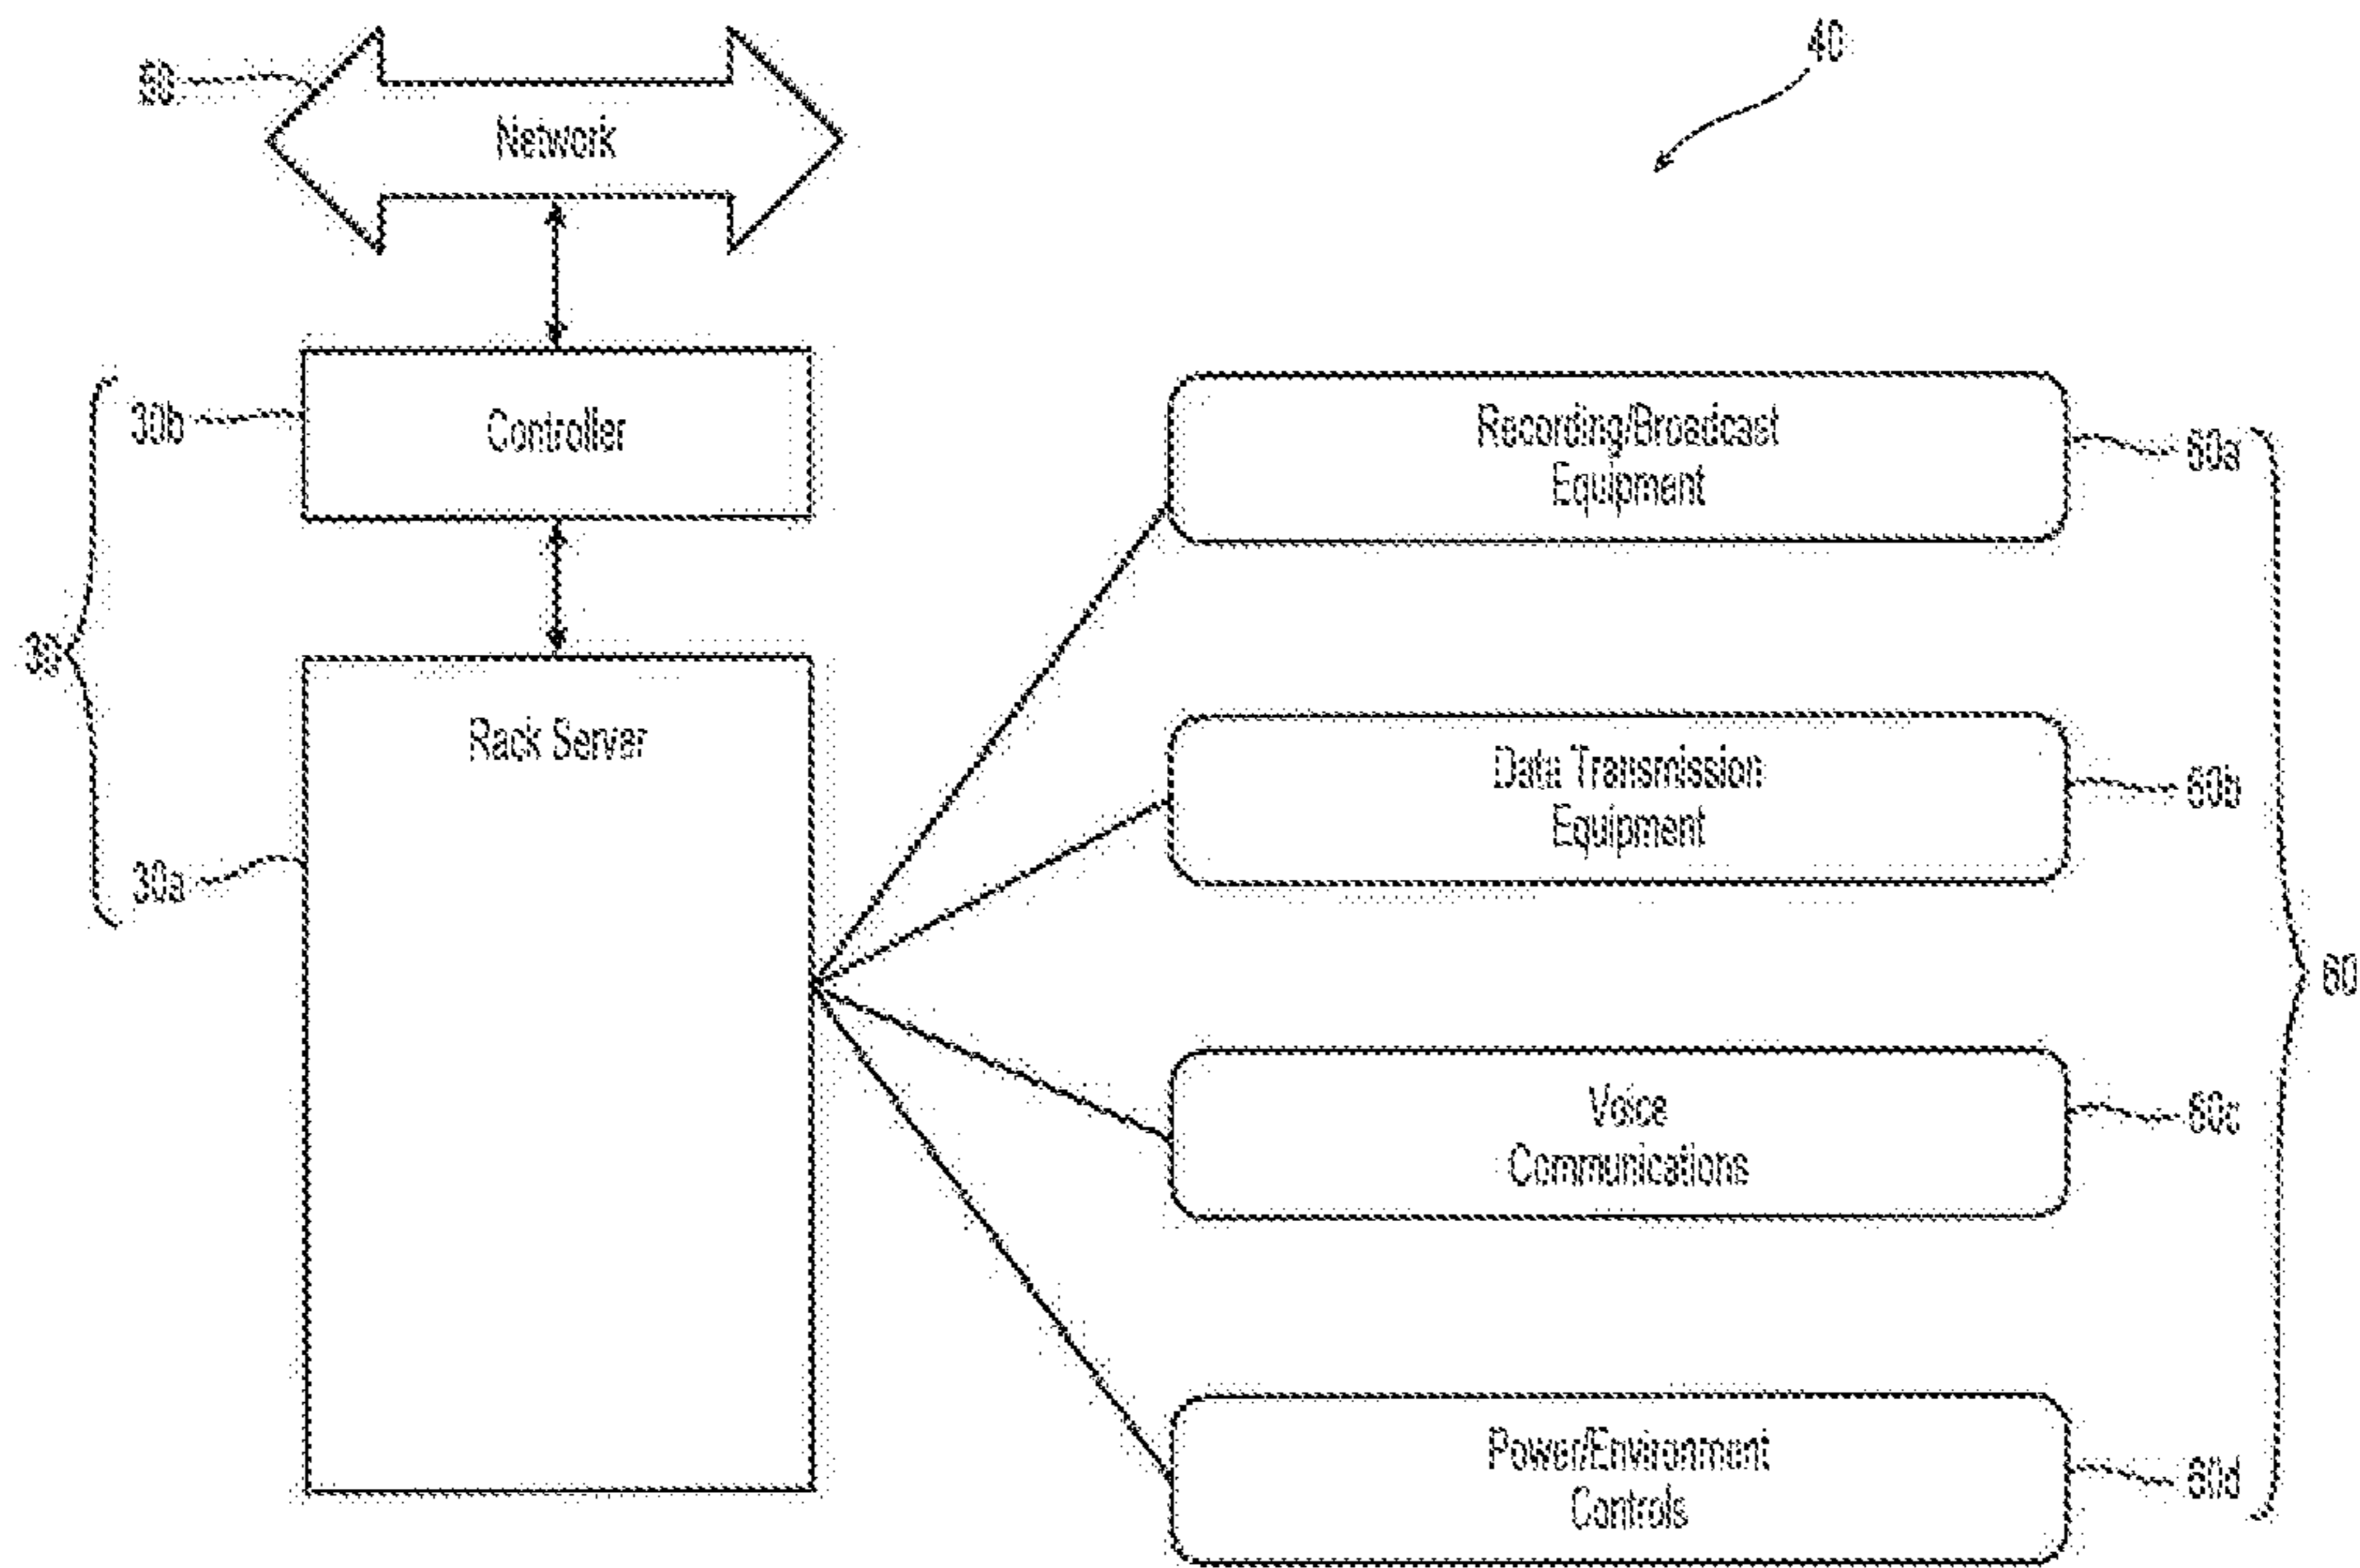 40
Network
30b
Controller
Recording/Broadcast
Equipment
60a
30
Rack Server
Data Transmission
Equipment
60b
30a
60
Voice
Communications
60c
Power/Environment
Controls
60d